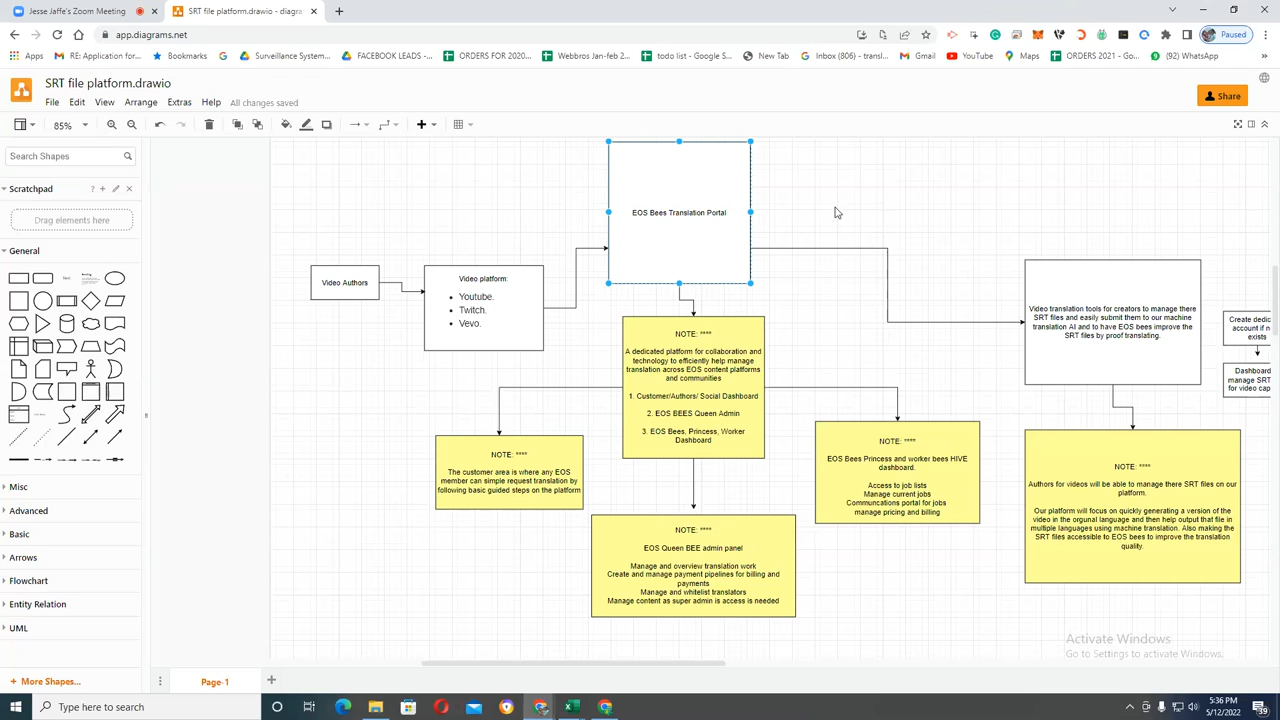 Jesse Jaffe's Zoom Meeting
SRT file platform.drawio - diagra
app.diagrams.net
Paused
Apps
RE: Application for...
Bookmarks
Surveillance System...
FACEBOOK LEADS -...
ORDERS FOR 2020...
Webbros Jan-feb 2...
todo list - Google S...
New Tab
Inbox (806) - transl...
Gmail
YouTube
Maps
ORDERS 2021 - Go...
(92) WhatsApp
SRT file platform.drawio
File Edit View Arrange Extras Help All changes saved
Share
85%
Search Shapes
Scratchpad
Drag elements here
General
Misc
Advanced
Basic
Arrows
Flowchart
Entity Relation
UML
+ More Shapes...
EOS Bees Translation Portal
Video Authors
Video platform:
• Youtube.
• Twitch.
• Vevo.
NOTE: ****
A dedicated platform for collaboration and
technology to efficiently help manage
translation across EOS content platforms
and communities
1. Customer/Authors/ Social Dashboard
2. EOS BEES Queen Admin
3. EOS Bees, Princess, Worker
Dashboard
NOTE: ****
The customer area is where any EOS
member can simple request translation by
following basic guided steps on the platform
NOTE: ****
EOS Queen BEE admin panel
Manage and overview translation work
Create and manage payment pipelines for billing and
payments
Manage and whitelist translators
Manage content as super admin is access is needed
NOTE: ****
EOS Bees Princess and worker bees HIVE
dashboard.
Access to job lists
Manage current jobs
Communcations portal for jobs
manage pricing and billing
Video translation tools for creators to manage there
SRT files and easily submit them to our machine
translation AI and to have EOS bees improve the
SRT files by proof translating.
NOTE: ****
Authors for videos will be able to manage there SRT files on our
platform.
Our platform will focus on quickly generating a version of the
video in the orgunal language and then help output that file in
multiple languages using machine translation. Also making the
SRT files accessible to EOS bees to improve the translation
quality.
Create dedic
account if n
exists
Dashboard
manage SRT
for video cap
Activate Windows
Go to Settings to activate Windows.
Page-1
Type here to search
5:36 PM
5/12/2022